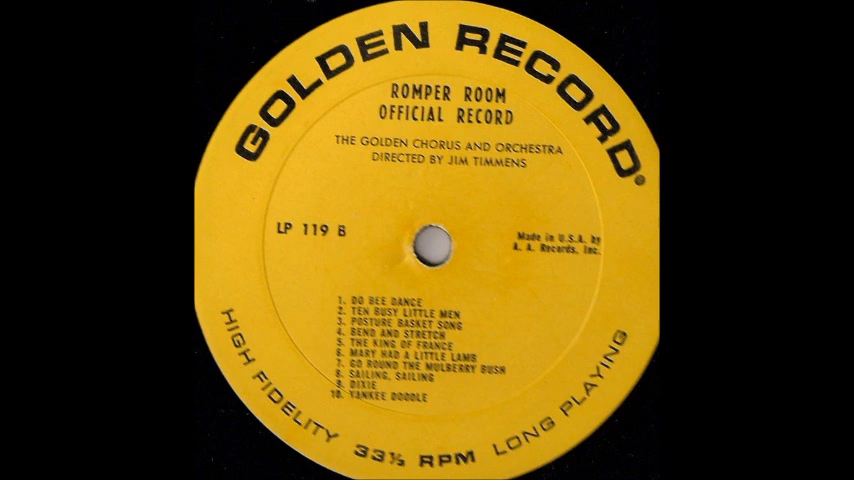 GOLDEN RECORD®
ROMPER ROOM
OFFICIAL RECORD
THE GOLDEN CHORUS AND ORCHESTRA
DIRECTED BY JIM TIMMENS
LP 119 B
Made in U.S.A. by
A. A. Records, Inc.
1. DO BEE DANCE
2. TEN BUSY LITTLE MEN
3. POSTURE BASKET SONG
4. BEND AND STRETCH
5. THE KING OF FRANCE
6. MARY HAD A LITTLE LAMB
7. GO ROUND THE MULBERRY BUSH
8. SAILING, SAILING
9. DIXIE
10. YANKEE DOODLE
HIGH FIDELITY 33⅓ RPM LONG PLAYING